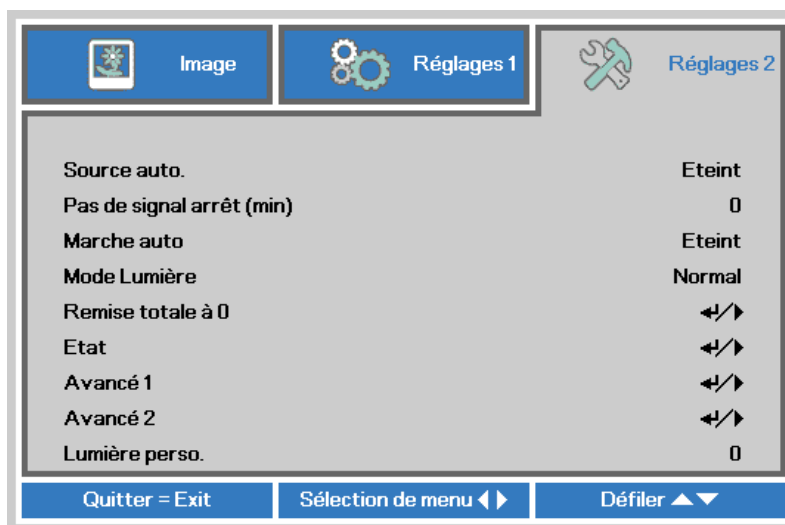 Image Réglages 1 Réglages 2
Source auto. Eteint
Pas de signal arrêt (min) 0
Marche auto Eteint
Mode Lumière Normal
Remise totale à 0
Etat
Avancé 1
Avancé 2
Lumière perso. 0
Quitter = Exit Sélection de menu Défiler